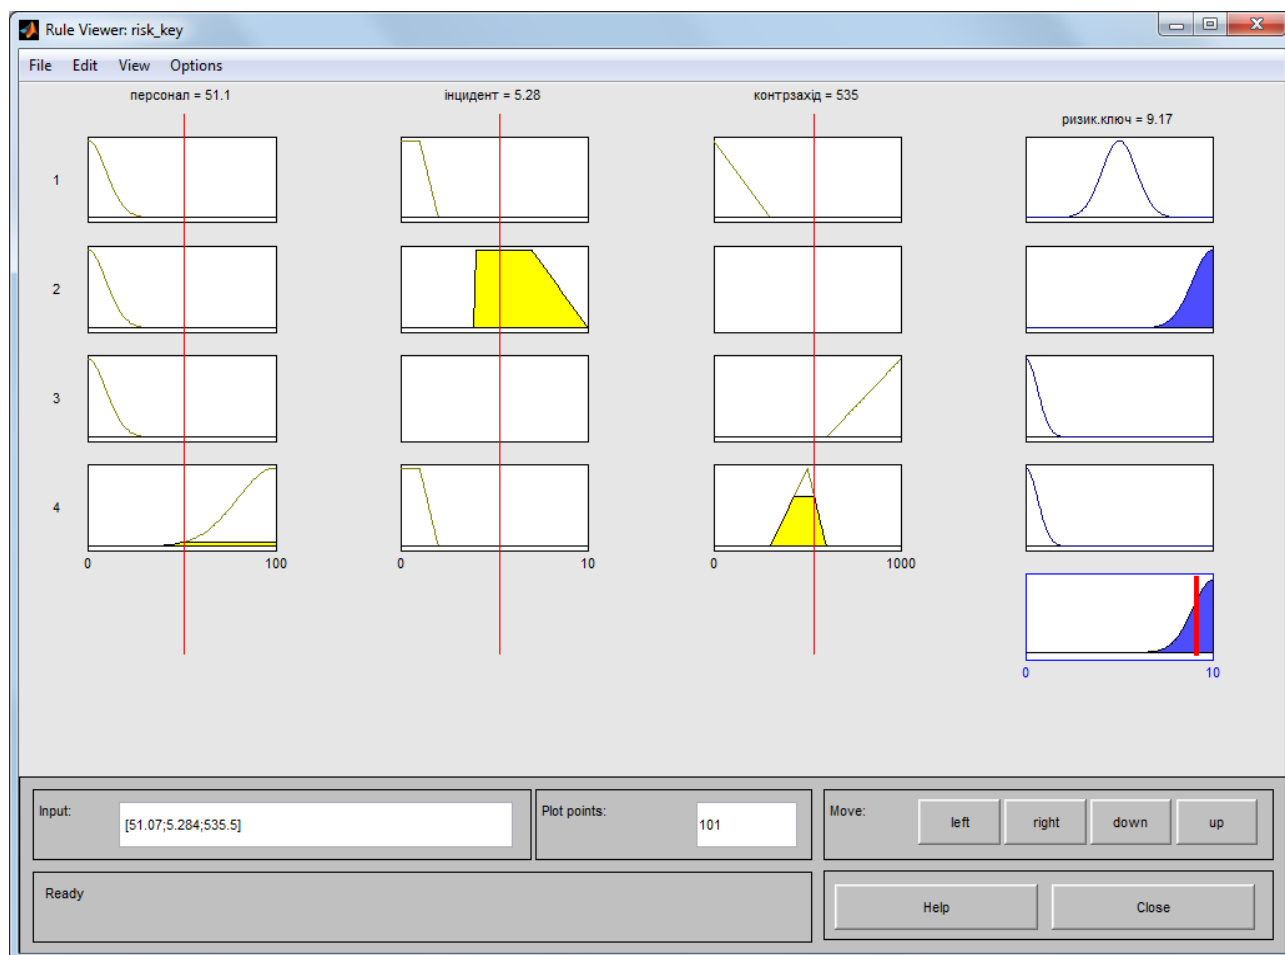 Rule Viewer: risk_key
File Edit View Options
персонал = 51.1
інцидент = 5.28
контрзахід = 535
ризик.ключ = 9.17
1
2
3
4
0 100
0 10
0 1000
0 10
Input:
[51.07;5.284;535.5]
Plot points:
101
Move:
left right down up
Ready
Help Close